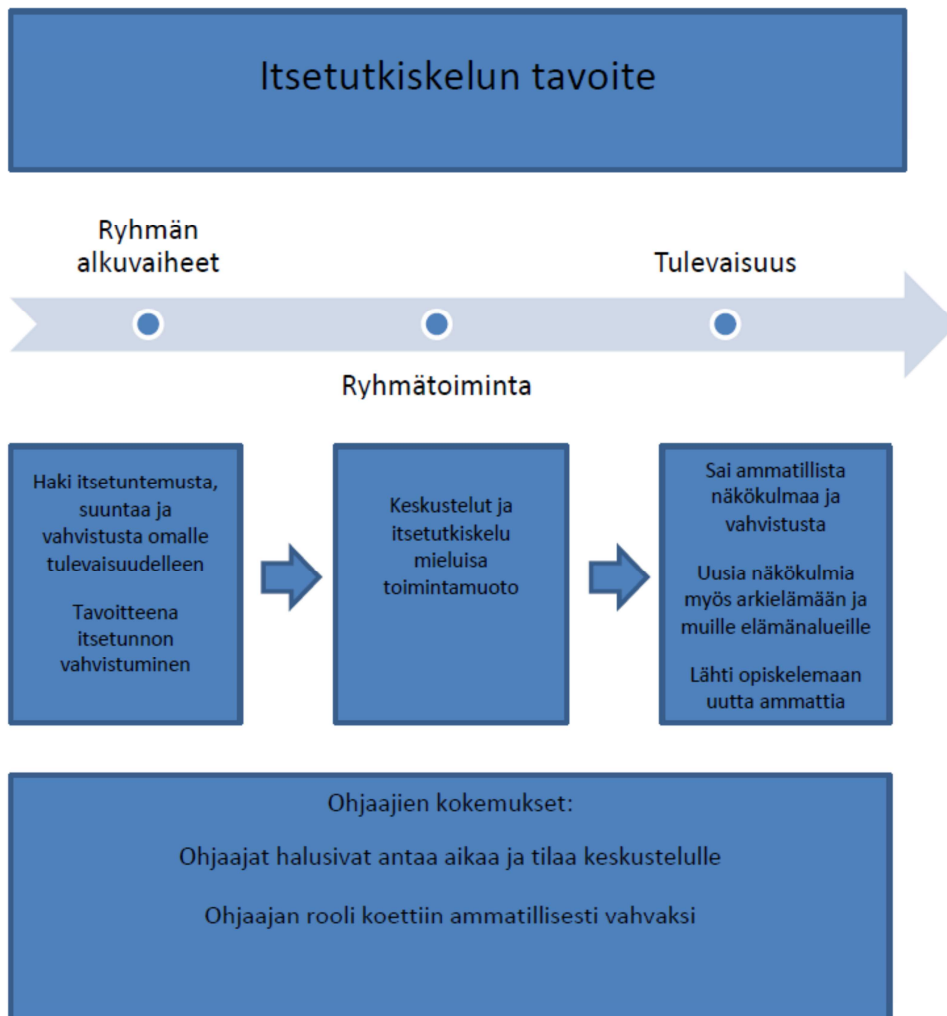 Itsetutkiskelun tavoite
Ryhmän
alkuvaiheet
Tulevaisuus
Ryhmätoiminta
Haki itsetuntemusta,
suuntaa ja
vahvistusta omalle
tulevaisuudelleen
Tavoitteena
itsetunnon
vahvistuminen
Keskustelut ja
itsetutkiskelu
mieluisa
toimintamuoto
Sai ammatillista
näkökulmaa ja
vahvistusta
Uusia näkökulmia
myös arkielämään ja
muille elämänalueille
Lähti opiskelemaan
uutta ammattia
Ohjaajien kokemukset:
Ohjaajat halusivat antaa aikaa ja tilaa keskustelulle
Ohjaajan rooli koettiin ammatillisesti vahvaksi